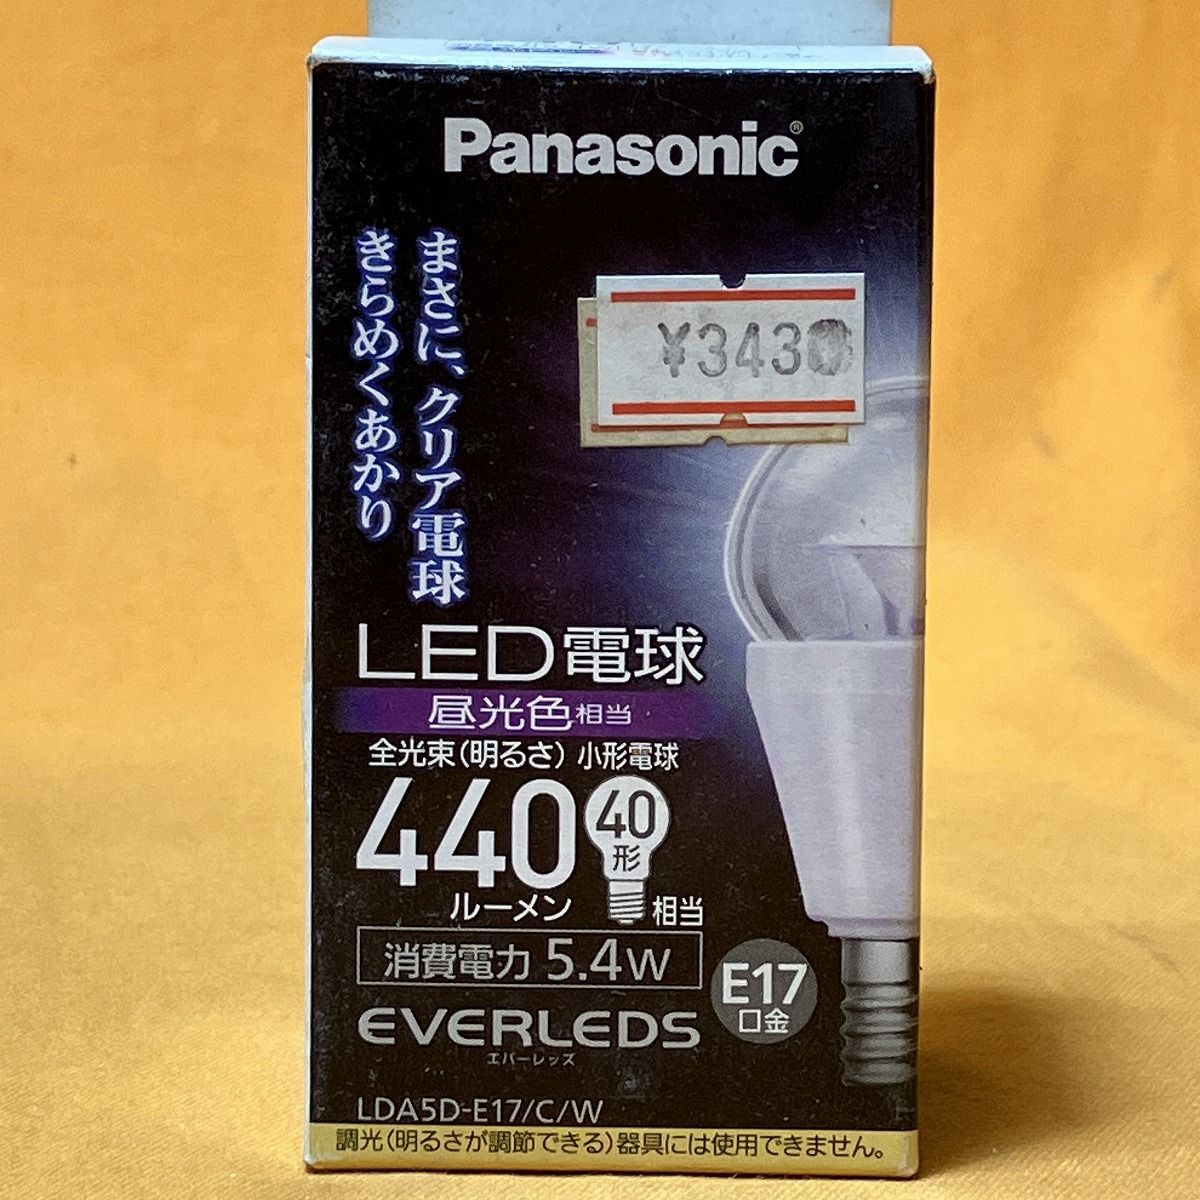 Panasonic®
まさに、クリア電球
きらめくあかり
LED電球
昼光色相当
全光束(明るさ) 小形電球
440
ルーメン
40
形
相当
消費電力 5.4W
E17
口金
EVERLEDS
エバーレッズ
LDA5D-E17/C/W
調光(明るさが調節できる)器具には使用できません。